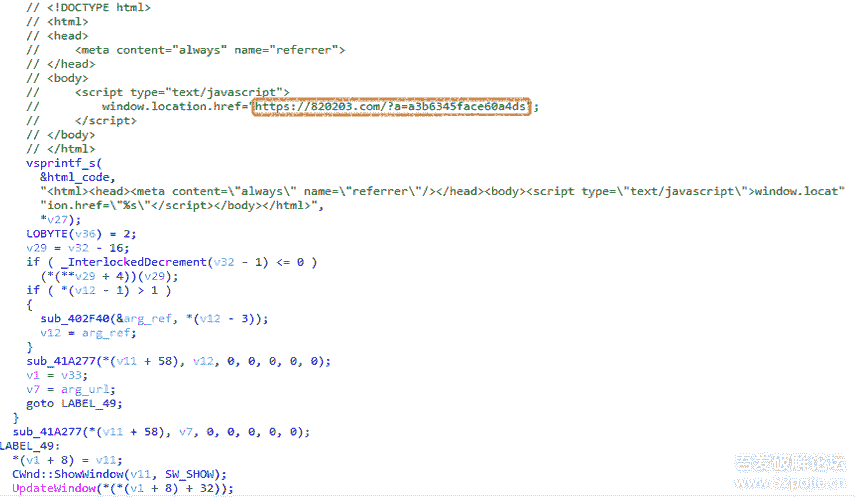 // <!DOCTYPE html>
// <html>
// <head>
//     <meta content="always" name="referrer">
// </head>
// <body>
//     <script type="text/javascript">
//         window.location.href="https://820203.com/?a=a3b6345face60a4ds";
//     </script>
// </body>
// </html>
vsprintf_s(
  &html_code,
  "<html><head><meta content=\"always\" name=\"referrer\"/></head><body><script type=\"text/javascript\">window.locat"
  "ion.href=\"%s\"</script></body></html>",
  *v27);
LOBYTE(v36) = 2;
v29 = v32 - 16;
if ( _InterlockedDecrement(v32 - 1) <= 0 )
  (*(**v29 + 4))(v29);
if ( *(v12 - 1) > 1 )
{
  sub_402F40(&arg_ref, *(v12 - 3));
  v12 = arg_ref;
}
sub_41A277(*(v11 + 58), v12, 0, 0, 0, 0, 0);
v1 = v33;
v7 = arg_url;
goto LABEL_49;
}
sub_41A277(*(v11 + 58), v7, 0, 0, 0, 0, 0);
LABEL_49:
*(v1 + 8) = v11;
CWnd::ShowWindow(v11, SW_SHOW);
UpdateWindow(*(*(v1 + 8) + 32));
吾爱破解论坛
www.52pojie.cn